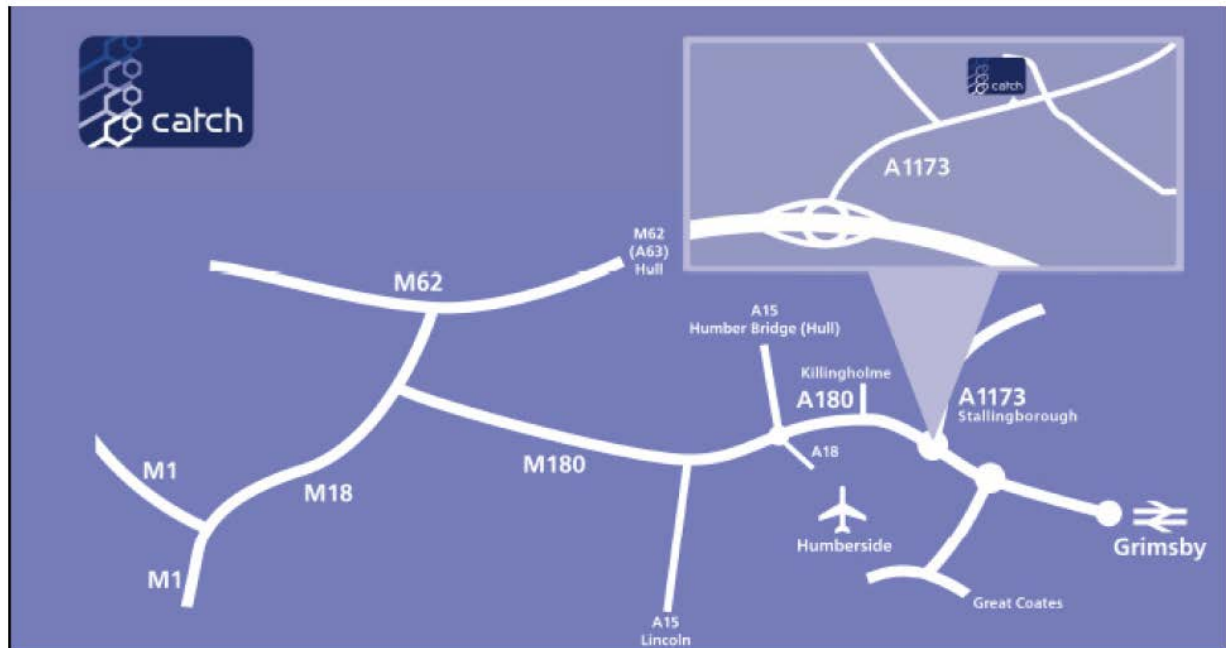 catch
catch
A1173
M62
(A63)
Hull
M62
A15
Humber Bridge (Hull)
Killingholme
A180
A1173
Stallingborough
A18
M1
M18
M180
Humberside
Grimsby
M1
Great Coates
A15
Lincoln